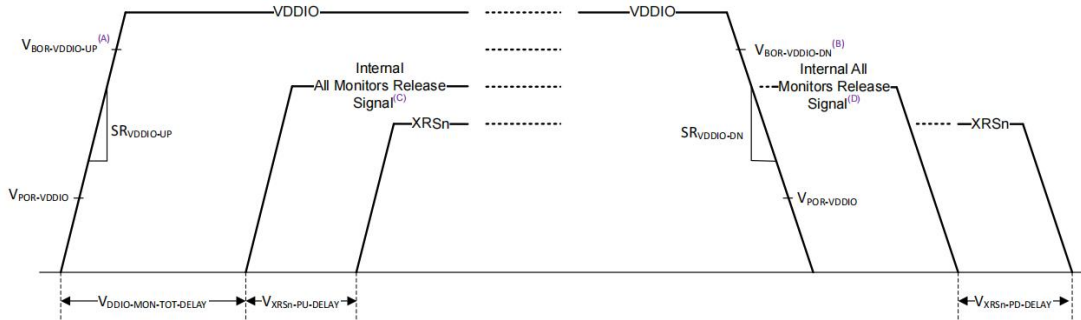 VDDIO
VDDIO
VBOR-VDDIO-UP(A)
VBOR-VDDIO-DN(B)
Internal
All Monitors Release
Signal(C)
Internal All
Monitors Release
Signal(D)
XRSn
XRSn
SRVDDIO-UP
SRVDDIO-DN
VPOR-VDDIO
VPOR-VDDIO
VDDIO-MON-TOT-DELAY
VXRSn-PU-DELAY
VXRSn-PD-DELAY